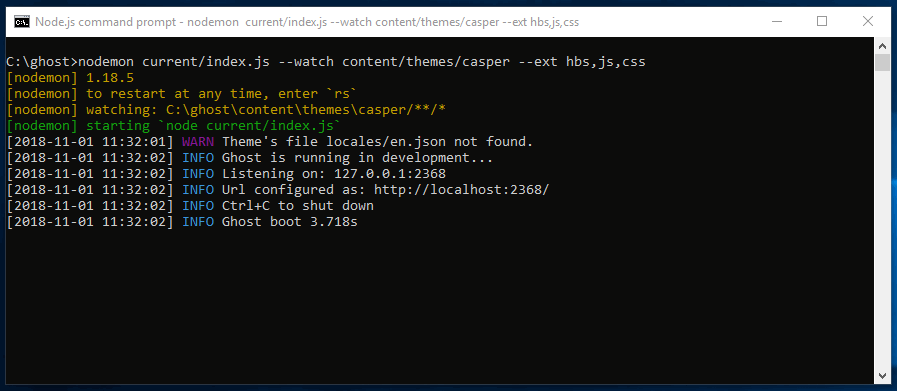 Node.js command prompt - nodemon  current/index.js --watch content/themes/casper --ext hbs,js,css
C:\ghost>nodemon current/index.js --watch content/themes/casper --ext hbs,js,css
[nodemon] 1.18.5
[nodemon] to restart at any time, enter `rs`
[nodemon] watching: C:\ghost\content\themes\casper/**/*
[nodemon] starting `node current/index.js`
[2018-11-01 11:32:01] WARN Theme's file locales/en.json not found.
[2018-11-01 11:32:02] INFO Ghost is running in development...
[2018-11-01 11:32:02] INFO Listening on: 127.0.0.1:2368
[2018-11-01 11:32:02] INFO Url configured as: http://localhost:2368/
[2018-11-01 11:32:02] INFO Ctrl+C to shut down
[2018-11-01 11:32:02] INFO Ghost boot 3.718s